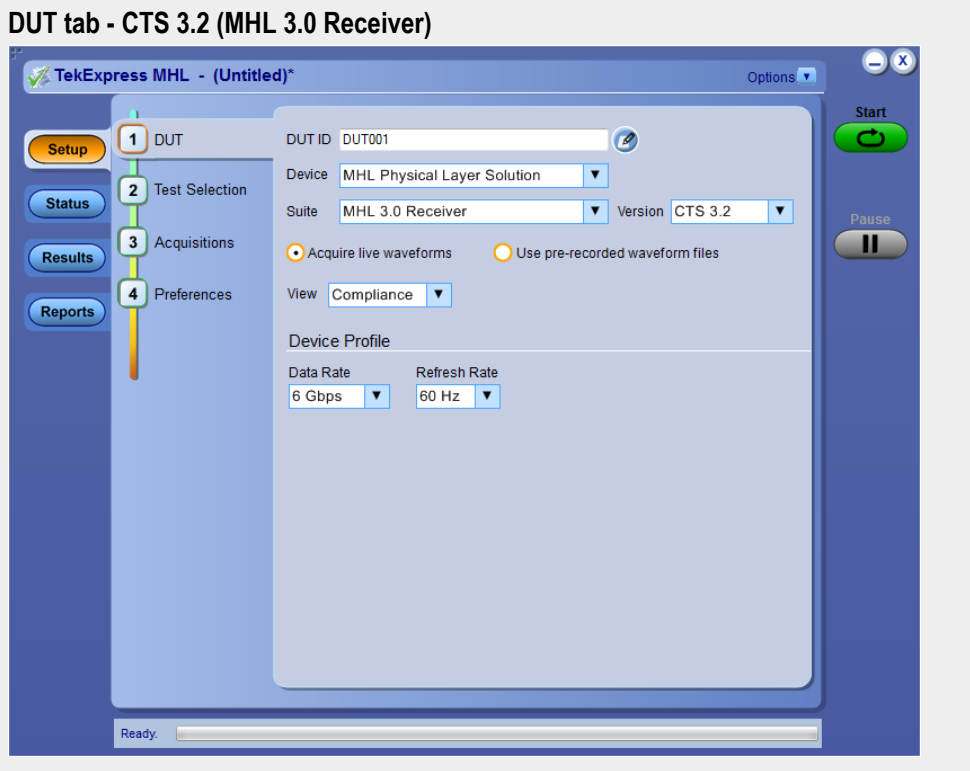 DUT tab - CTS 3.2 (MHL 3.0 Receiver)
TekExpress MHL - (Untitled)*
Options
Start
Setup
1 DUT
DUT ID DUT001
Device MHL Physical Layer Solution
Status
2 Test Selection
Suite MHL 3.0 Receiver Version CTS 3.2
Pause
Results
3 Acquisitions
Acquire live waveforms Use pre-recorded waveform files
Reports
4 Preferences
View Compliance
Device Profile
Data Rate Refresh Rate
6 Gbps 60 Hz
Ready.